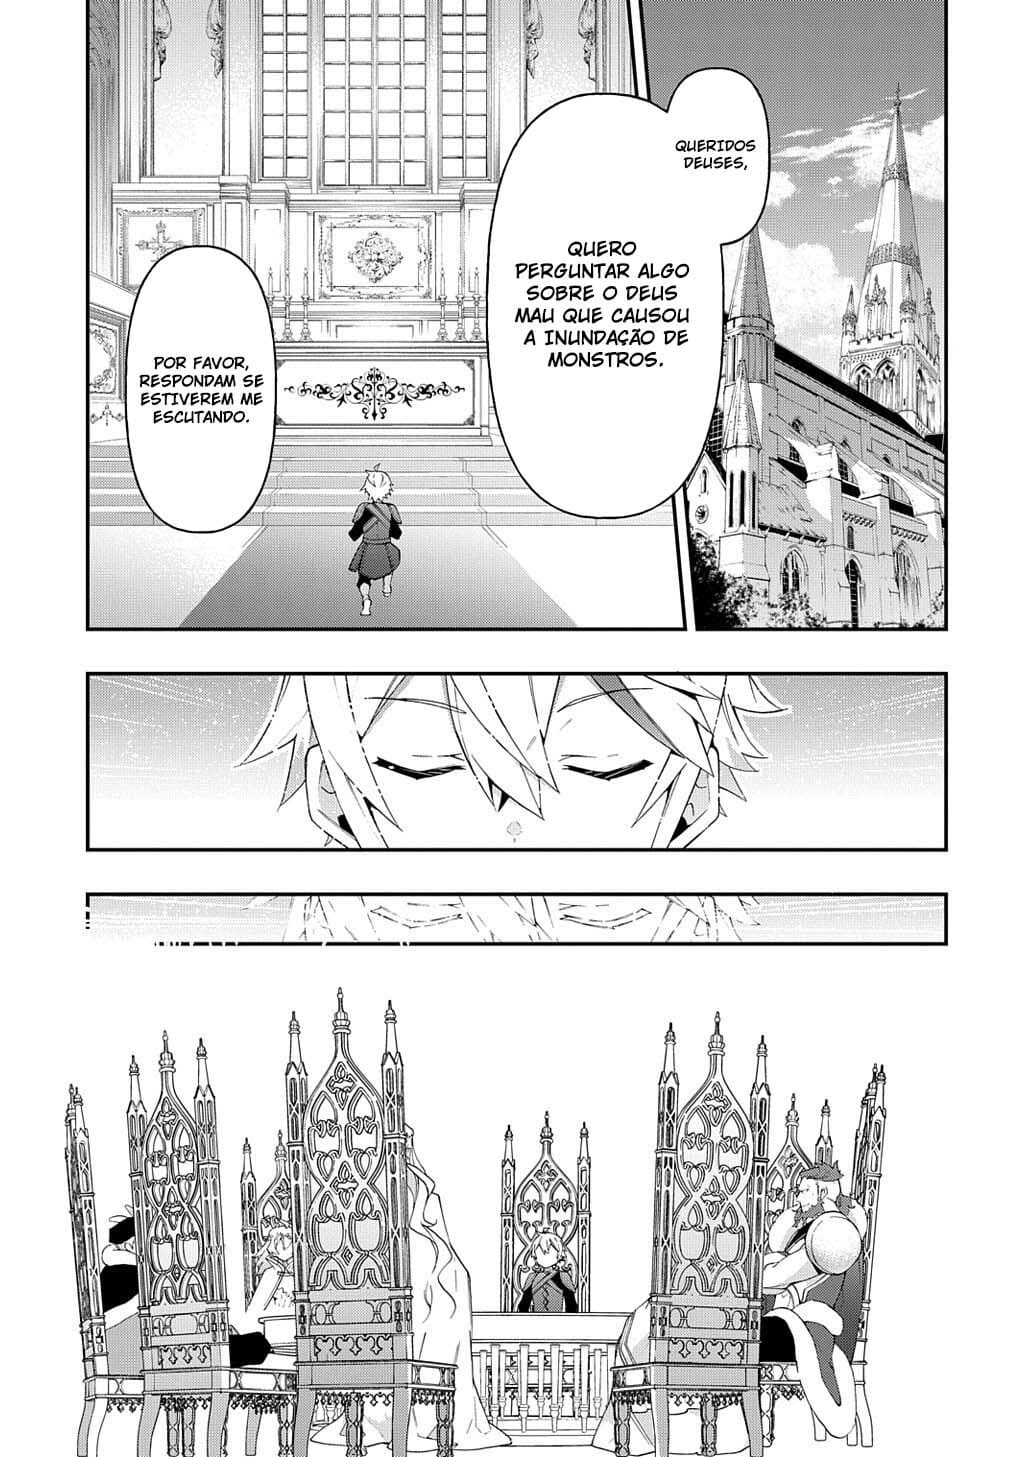 QUERIDOS
DEUSES,
QUERO
PERGUNTAR ALGO
SOBRE O DEUS
MAU QUE CAUSOU
A INUNDAÇÃO DE
MONSTROS.
POR FAVOR,
RESPONDAM SE
ESTIVEREM ME
ESCUTANDO.